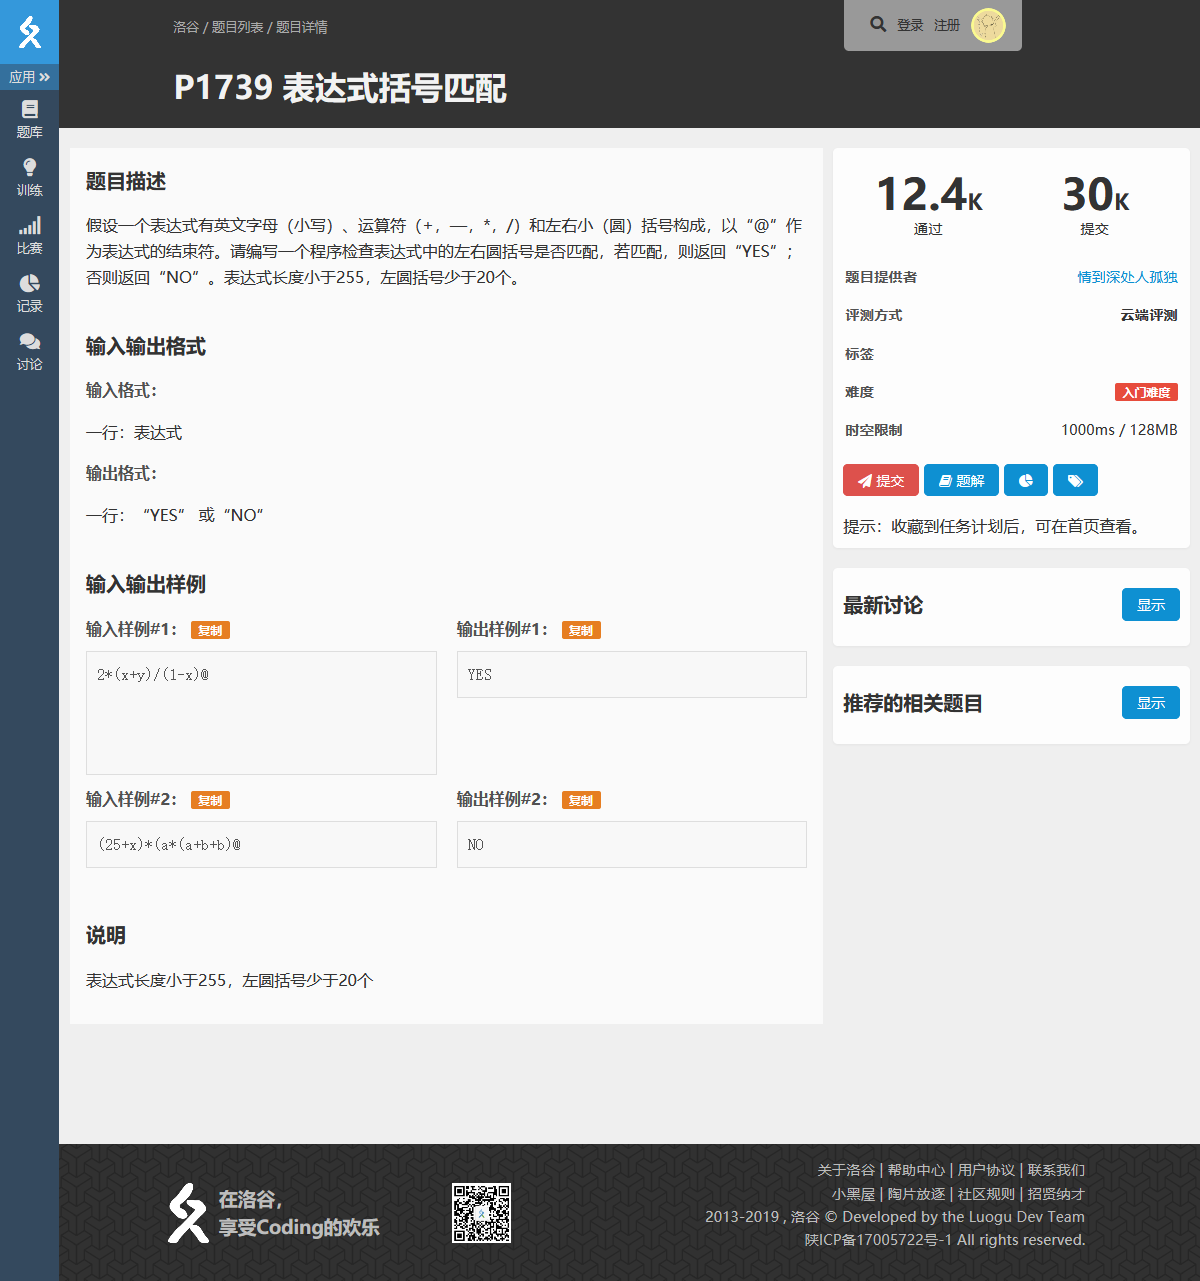 洛谷 / 题目列表 / 题目详情
登录 注册
P1739 表达式括号匹配
应用
题库
训练
比赛
记录
讨论
题目描述
假设一个表达式有英文字母（小写）、运算符（+，—，*，/）和左右小（圆）括号构成，以“@”作
为表达式的结束符。请编写一个程序检查表达式中的左右圆括号是否匹配，若匹配，则返回“YES”；
否则返回“NO”。表达式长度小于255，左圆括号少于20个。
输入输出格式
输入格式：
一行：表达式
输出格式：
一行：“YES” 或“NO”
输入输出样例
输入样例#1： 复制
2*(x+y)/(1-x)@
输出样例#1： 复制
YES
输入样例#2： 复制
(25+x)*(a*(a+b+b)@
输出样例#2： 复制
NO
说明
表达式长度小于255，左圆括号少于20个
12.4K
通过
30K
提交
题目提供者 情到深处人孤独
评测方式 云端评测
标签
难度 入门难度
时空限制 1000ms / 128MB
提交 题解
提示：收藏到任务计划后，可在首页查看。
最新讨论 显示
推荐的相关题目 显示
在洛谷，
享受Coding的欢乐
关于洛谷 | 帮助中心 | 用户协议 | 联系我们
小黑屋 | 陶片放逐 | 社区规则 | 招贤纳才
2013-2019 , 洛谷 © Developed by the Luogu Dev Team
陕ICP备17005722号-1 All rights reserved.